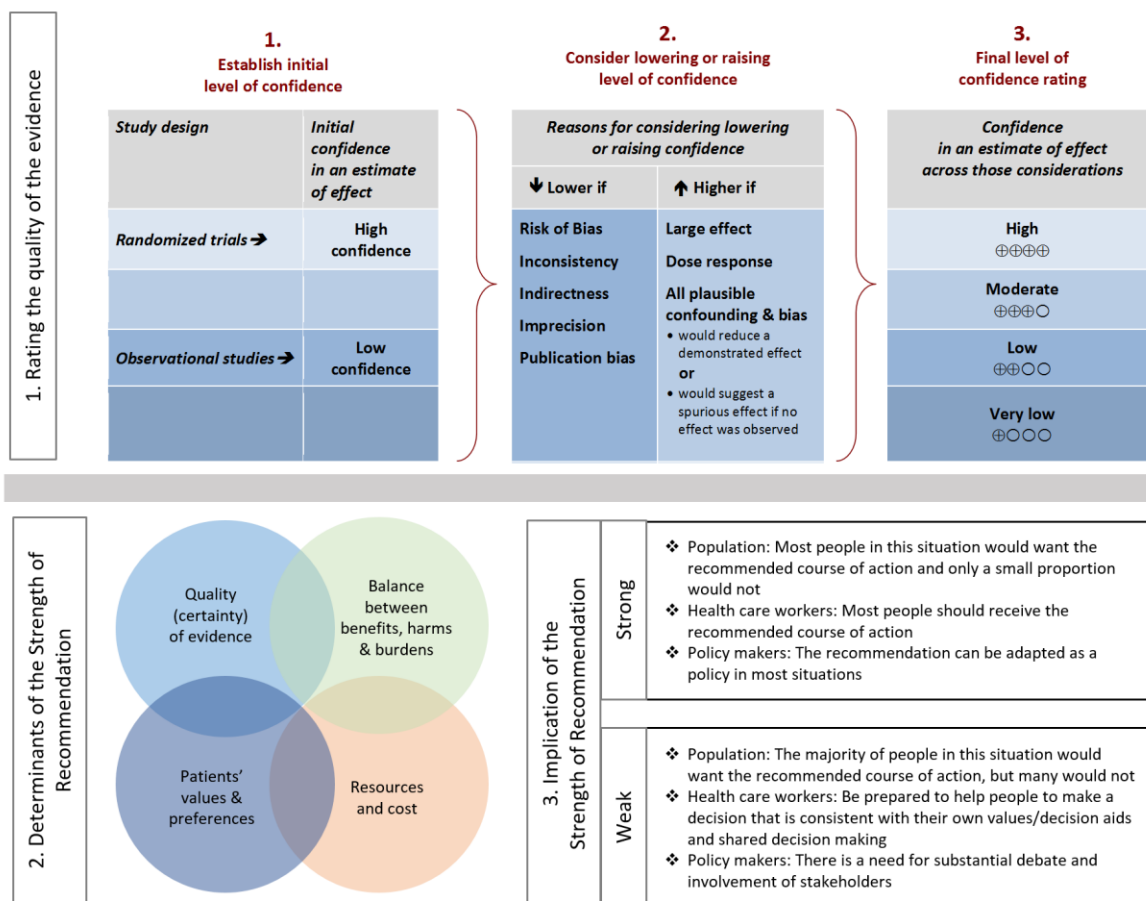 1. Rating the quality of the evidence
1.
Establish initial
level of confidence
Study design
Initial
confidence
in an estimate
of effect
Randomized trials ➔
High
confidence
Observational studies ➔
Low
confidence
2.
Consider lowering or raising
level of confidence
Reasons for considering lowering
or raising confidence
🡇 Lower if
🡅 Higher if
Risk of Bias
Inconsistency
Indirectness
Imprecision
Publication bias
Large effect
Dose response
All plausible
confounding & bias
• would reduce a
demonstrated effect
or
• would suggest a
spurious effect if no
effect was observed
3.
Final level of
confidence rating
Confidence
in an estimate of effect
across those considerations
High
⊕⊕⊕⊕
Moderate
⊕⊕⊕○
Low
⊕⊕○○
Very low
⊕○○○
2. Determinants of the Strength of
Recommendation
Quality
(certainty)
of evidence
Balance
between
benefits, harms
& burdens
Patients’
values &
preferences
Resources
and cost
3. Implication of the
Strength of Recommendation
Strong
❖ Population: Most people in this situation would want the
recommended course of action and only a small proportion
would not
❖ Health care workers: Most people should receive the
recommended course of action
❖ Policy makers: The recommendation can be adapted as a
policy in most situations
Weak
❖ Population: The majority of people in this situation would
want the recommended course of action, but many would not
❖ Health care workers: Be prepared to help people to make a
decision that is consistent with their own values/decision aids
and shared decision making
❖ Policy makers: There is a need for substantial debate and
involvement of stakeholders